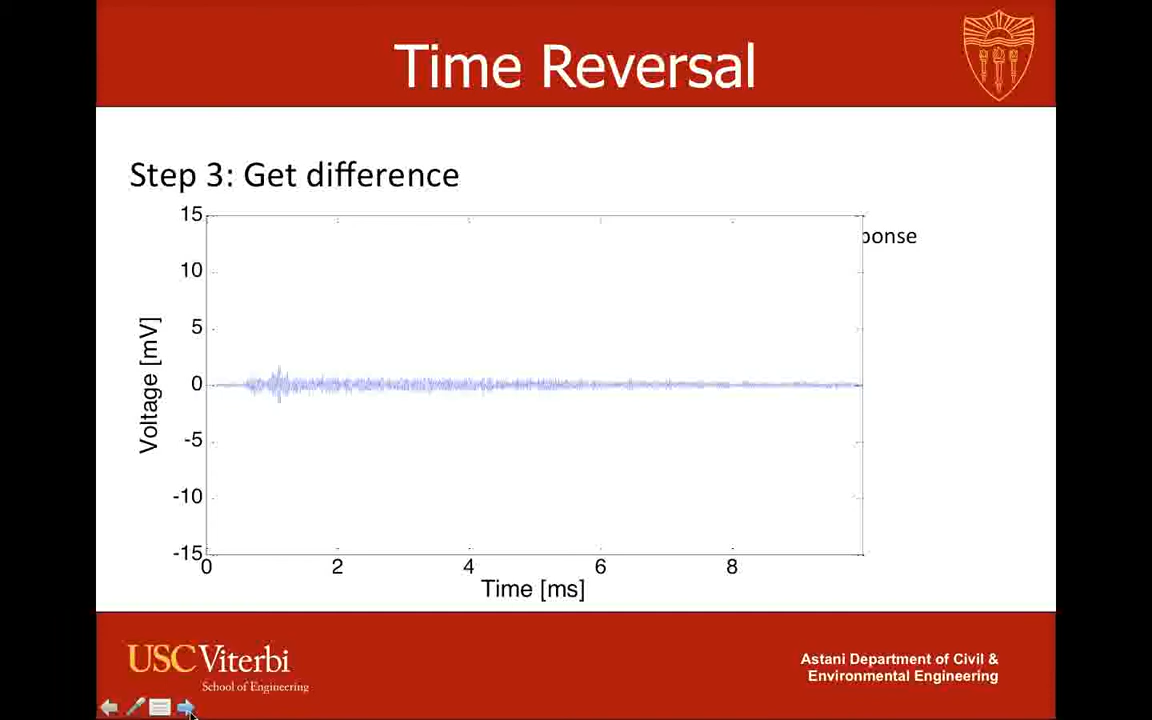 Time Reversal
Step 3: Get difference
ponse
15
10
5
0
-5
-10
-15
Voltage [mV]
0 2 4 6 8
Time [ms]
USC Viterbi
School of Engineering
Astani Department of Civil &
Environmental Engineering